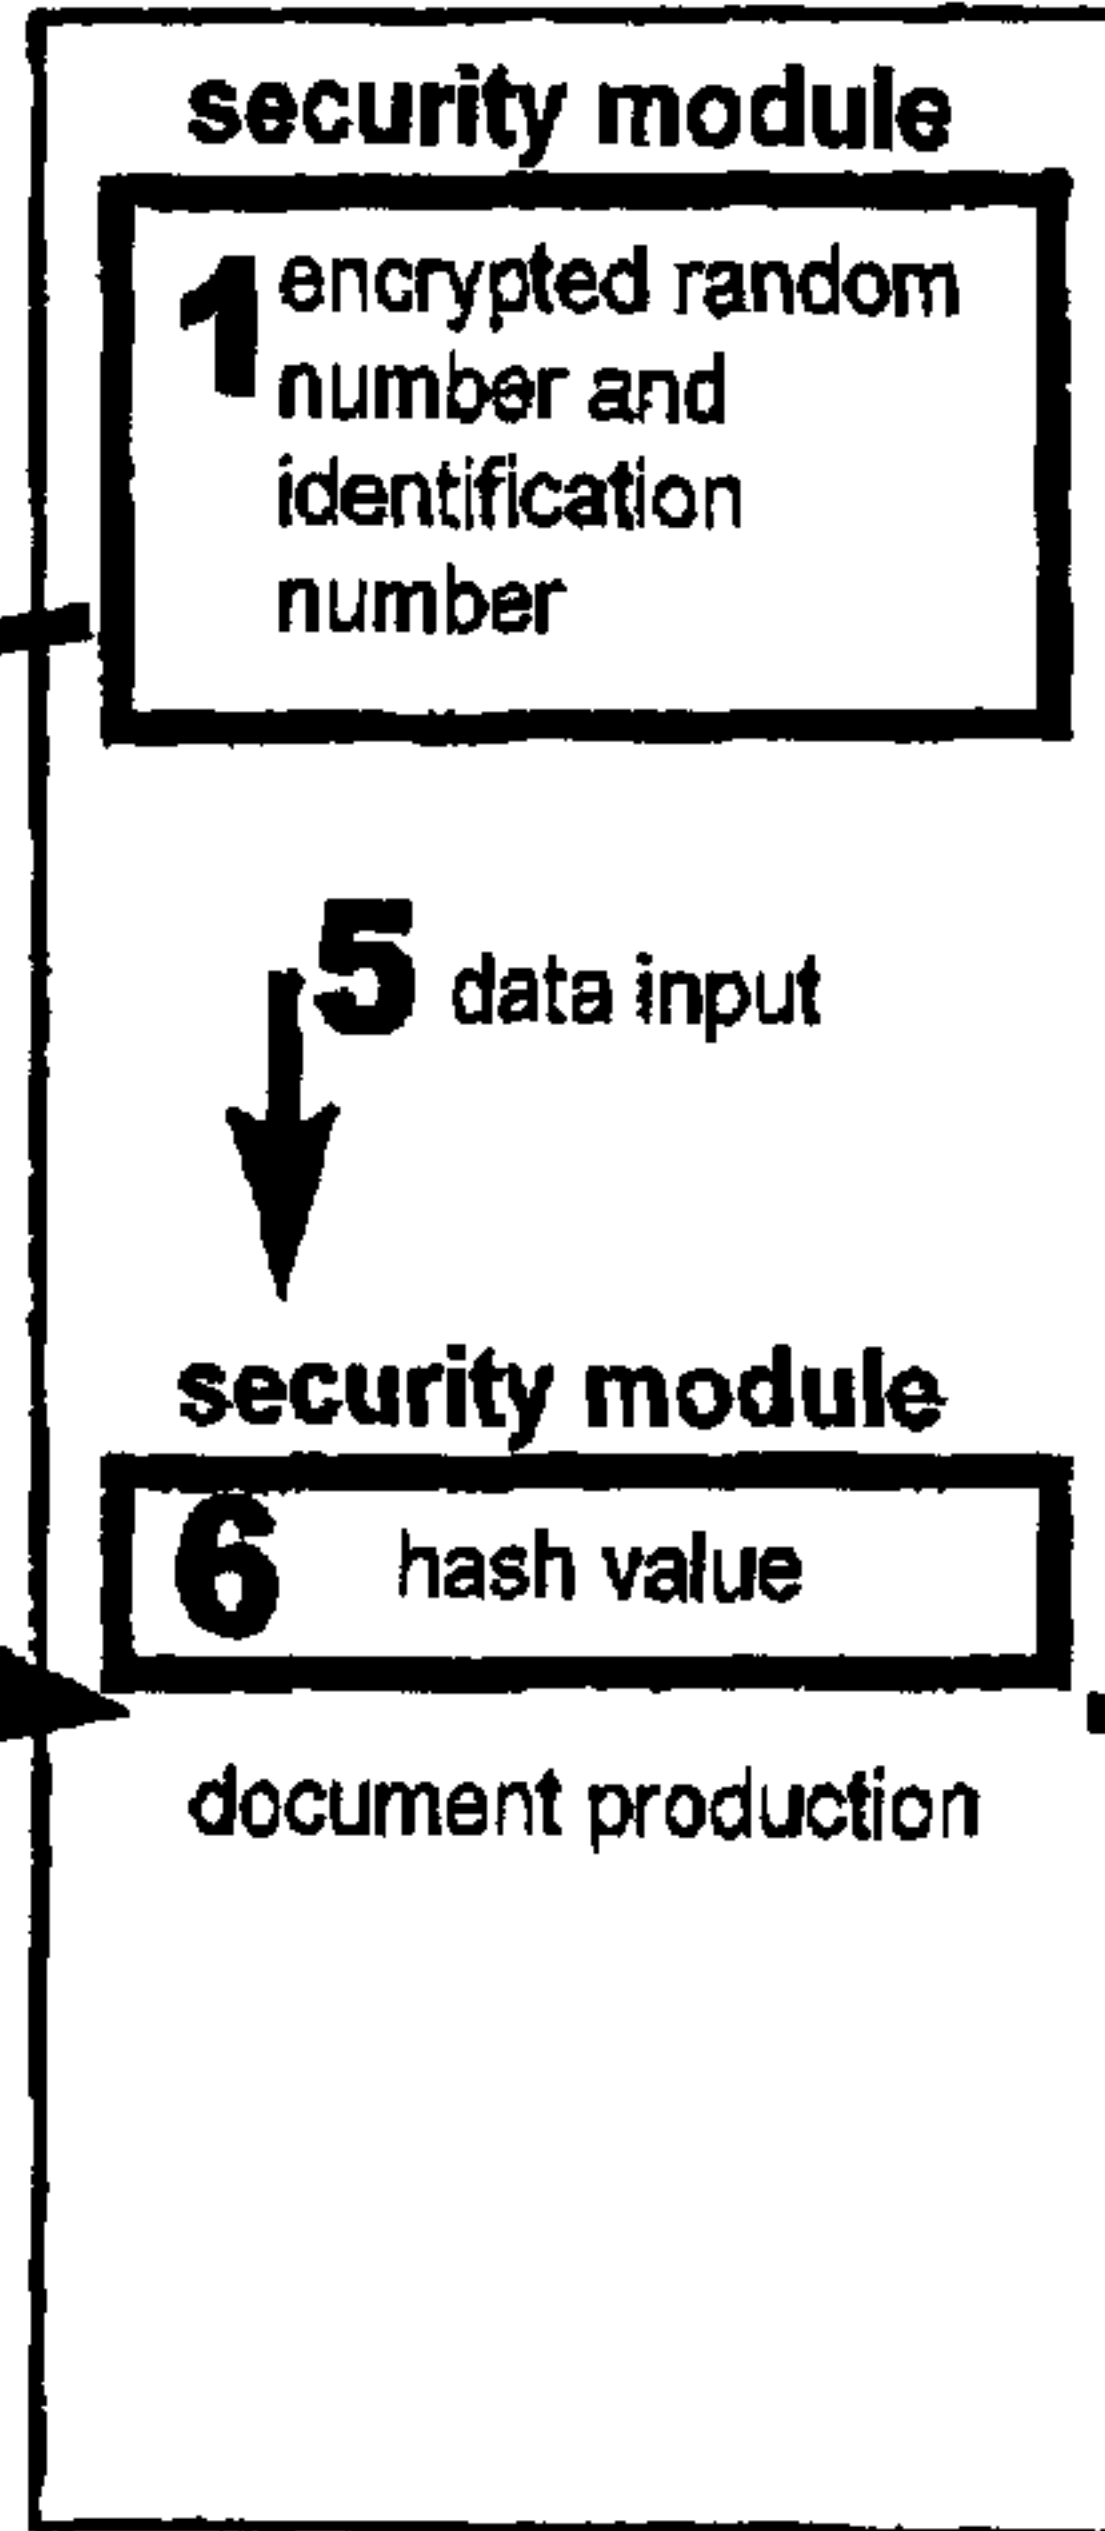 security module
1 encrypted random
number and
identification
number
5 data input
security module
6 hash value
document production